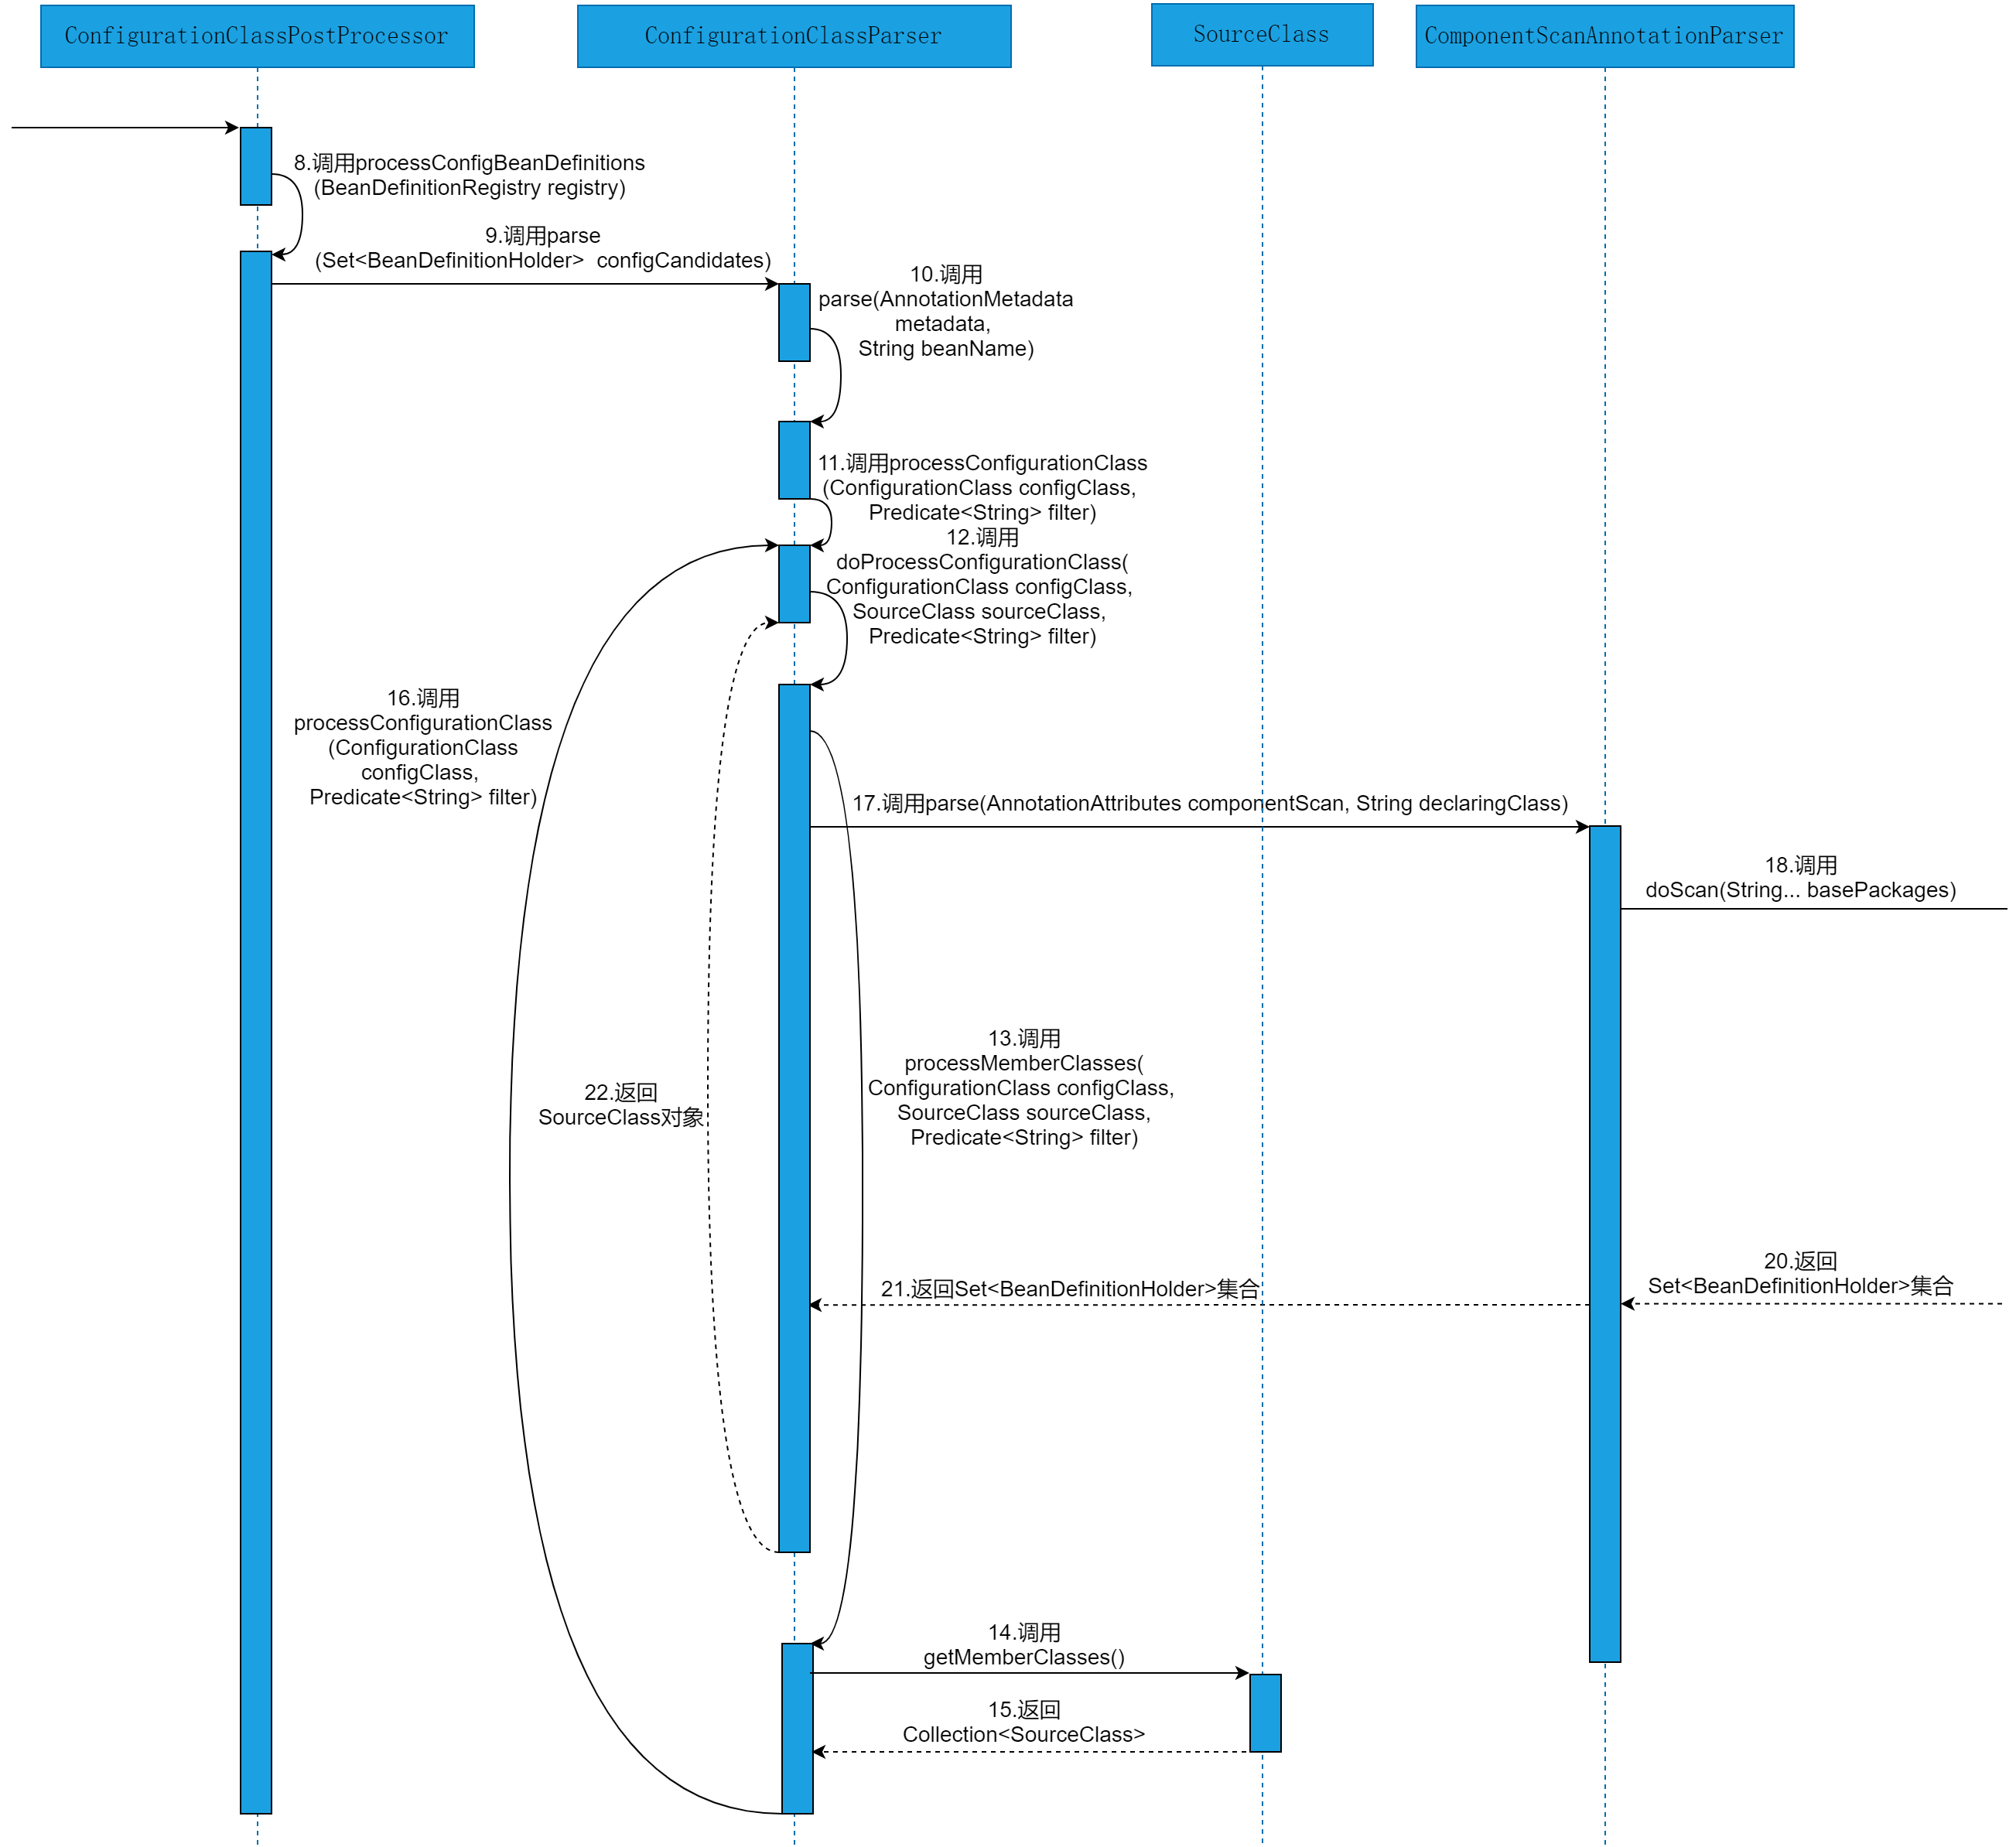 ConfigurationClassPostProcessor
ConfigurationClassParser
SourceClass
ComponentScanAnnotationParser
8.调用processConfigBeanDefinitions
(BeanDefinitionRegistry registry)
9.调用parse
(Set<BeanDefinitionHolder>  configCandidates)
10.调用
parse(AnnotationMetadata
metadata,
String beanName)
11.调用processConfigurationClass
(ConfigurationClass configClass,
Predicate<String> filter)
12.调用
doProcessConfigurationClass(
ConfigurationClass configClass,
SourceClass sourceClass,
Predicate<String> filter)
16.调用
processConfigurationClass
(ConfigurationClass
configClass,
Predicate<String> filter)
17.调用parse(AnnotationAttributes componentScan, String declaringClass)
18.调用
doScan(String... basePackages)
13.调用
processMemberClasses(
ConfigurationClass configClass,
SourceClass sourceClass,
Predicate<String> filter)
22.返回
SourceClass对象
21.返回Set<BeanDefinitionHolder>集合
20.返回
Set<BeanDefinitionHolder>集合
14.调用
getMemberClasses()
15.返回
Collection<SourceClass>